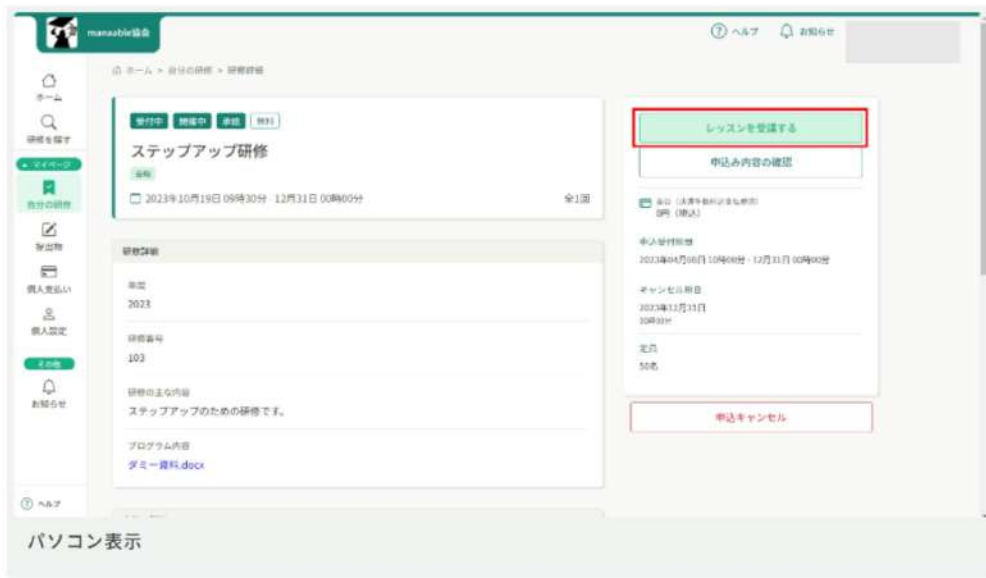 manaable協会
ヘルプ
お知らせ
ホーム > 自分の研修 > 研修詳細
ホーム
研修を探す
マイページ
自分の研修
提出物
個人支払い
個人設定
その他
お知らせ
ヘルプ
受付中 開催中 承認 無料
ステップアップ研修
会場
2023年10月19日 09時30分 - 12月31日 00時00分
全1回
研修詳細
年度
2023
研修番号
103
研修の主な内容
ステップアップのための研修です。
プログラム内容
ダミー資料.docx
レッスンを受講する
申込み内容の確認
0円 (税込)
申込受付期間
2023年04月06日 10時00分 - 12月31日 00時00分
キャンセル期日
2023年12月31日
00時00分
定員
50名
申込キャンセル
パソコン表示